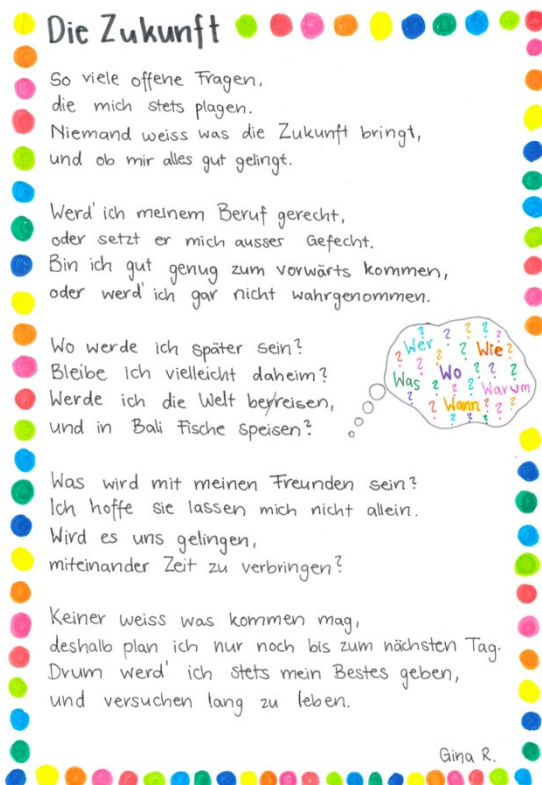 Die Zukunft
So viele offene Fragen,
die mich stets plagen.
Niemand weiss was die Zukunft bringt,
und ob mir alles gut gelingt.
Werd' ich meinem Beruf gerecht,
oder setzt er mich ausser Gefecht.
Bin ich gut genug zum vorwärts kommen,
oder werd' ich gar nicht wahrgenommen.
Wo werde ich später sein?
Bleibe Ich vielleicht daheim?
Werde ich die Welt bereisen,
und in Bali Fische speisen?
? ? ? ? ?
Wer ? ? Wie ?
? ? Wo ? ?
Was ? ? ? Warum
? Wann ? ? ?
? ? ?
Was wird mit meinen Freunden sein?
Ich hoffe sie lassen mich nicht allein.
Wird es uns gelingen,
miteinander Zeit zu verbringen?
Keiner weiss was kommen mag,
deshalb plan ich nur noch bis zum nächsten Tag.
Drum werd' ich stets mein Bestes geben,
und versuchen lang zu leben.
Gina R.